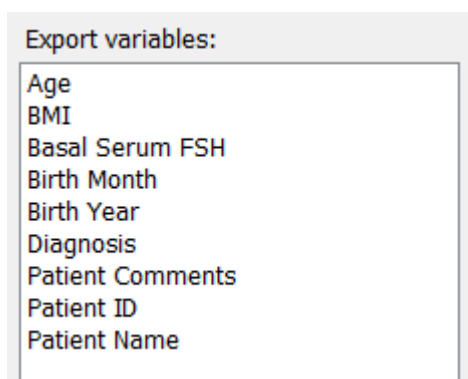 Export variables:
Age
BMI
Basal Serum FSH
Birth Month
Birth Year
Diagnosis
Patient Comments
Patient ID
Patient Name